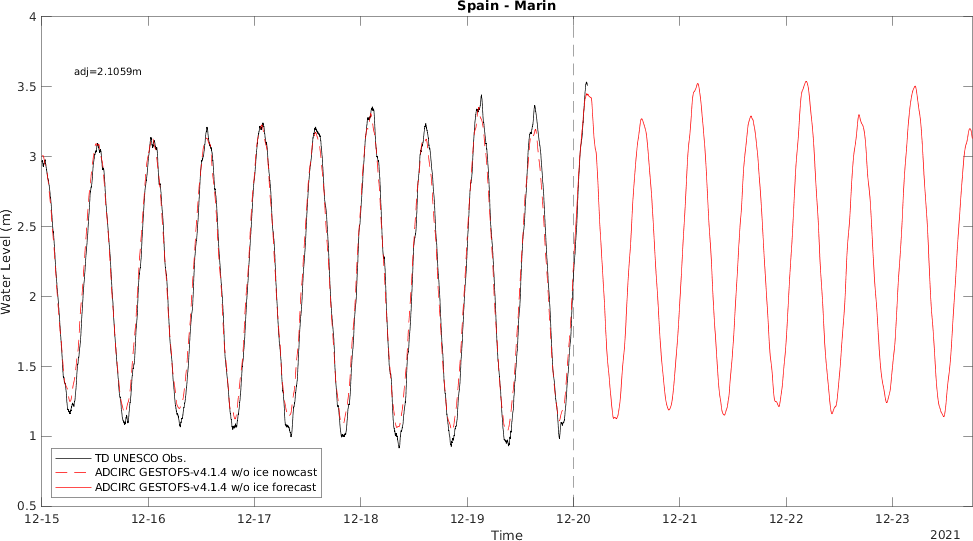 Spain - Marin
4
adj=2.1059m
3.5
3
2.5
2
1.5
1
0.5
Water Level (m)
TD UNESCO Obs.
ADCIRC GESTOFS-v4.1.4 w/o ice nowcast
ADCIRC GESTOFS-v4.1.4 w/o ice forecast
12-15 12-16 12-17 12-18 12-19 12-20 12-21 12-22 12-23
Time
2021